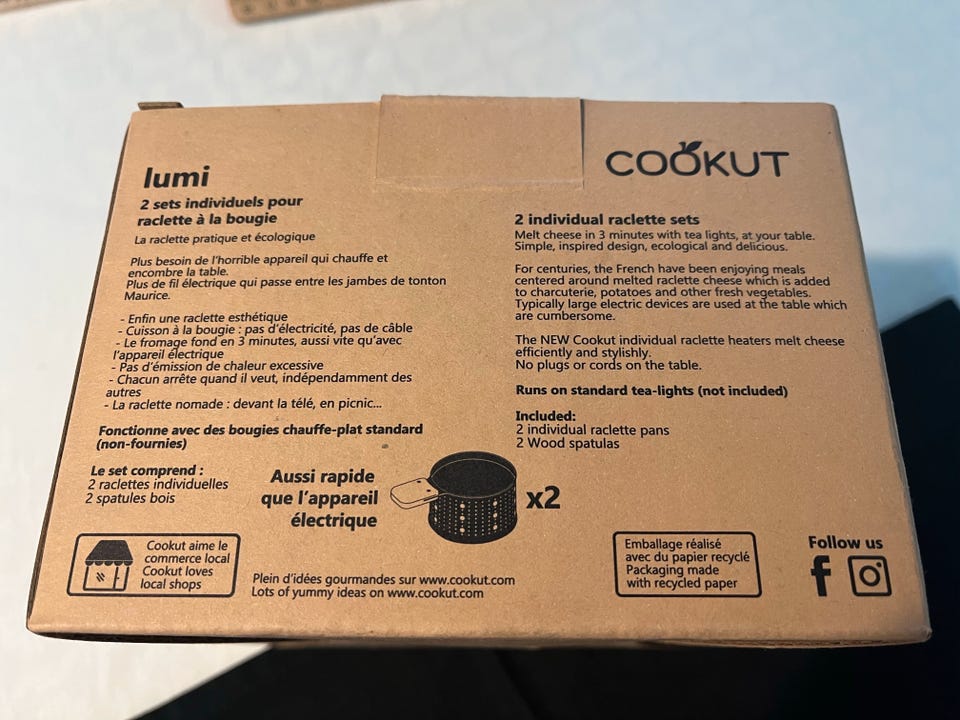 lumi
2 sets individuels pour
raclette à la bougie
La raclette pratique et écologique
Plus besoin de l'horrible appareil qui chauffe et
encombre la table.
Plus de fil électrique qui passe entre les jambes de tonton
Maurice.
- Enfin une raclette esthétique
- Cuisson à la bougie : pas d'électricité, pas de câble
- Le fromage fond en 3 minutes, aussi vite qu'avec
l'appareil électrique
- Pas d'émission de chaleur excessive
- Chacun arrête quand il veut, indépendamment des
autres
- La raclette nomade : devant la télé, en picnic...
Fonctionne avec des bougies chauffe-plat standard
(non-fournies)
Le set comprend :
2 raclettes individuelles
2 spatules bois
Aussi rapide
que l'appareil
électrique
x2
COOKUT
2 individual raclette sets
Melt cheese in 3 minutes with tea lights, at your table.
Simple, inspired design, ecological and delicious.
For centuries, the French have been enjoying meals
centered around melted raclette cheese which is added
to charcuterie, potatoes and other fresh vegetables.
Typically large electric devices are used at the table which
are cumbersome.
The NEW Cookut individual raclette heaters melt cheese
efficiently and stylishly.
No plugs or cords on the table.
Runs on standard tea-lights (not included)
Included:
2 individual raclette pans
2 Wood spatulas
Cookut aime le
commerce local
Cookut loves
local shops
Plein d'idées gourmandes sur www.cookut.com
Lots of yummy ideas on www.cookut.com
Emballage réalisé
avec du papier recyclé
Packaging made
with recycled paper
Follow us